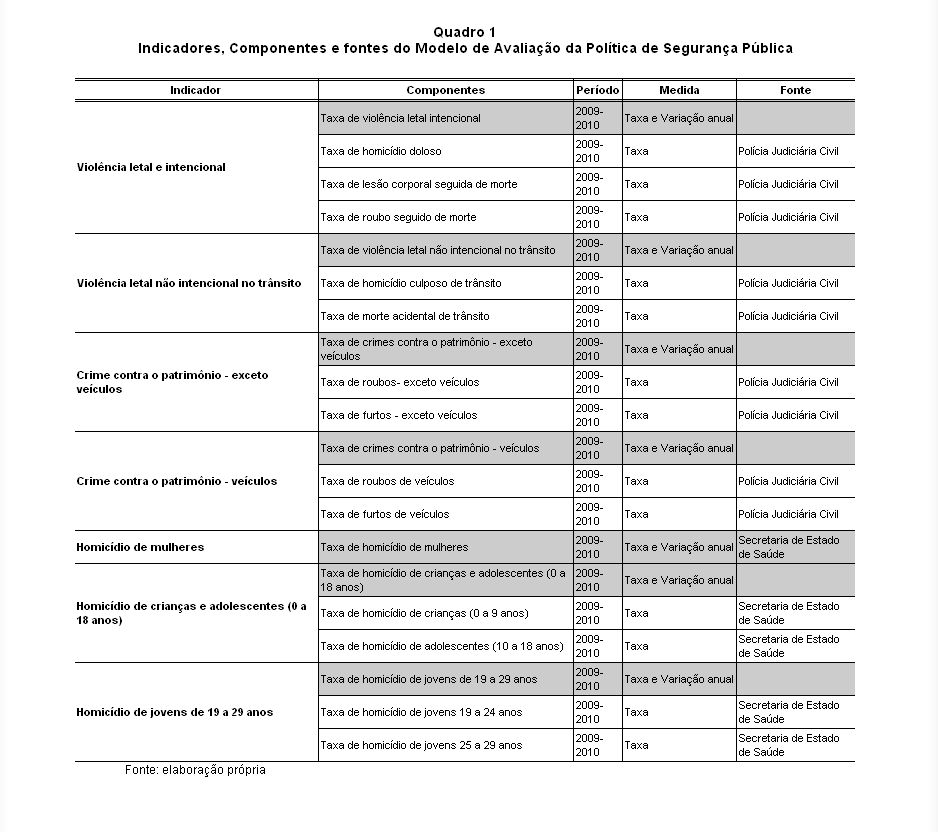 Quadro 1
Indicadores, Componentes e fontes do Modelo de Avaliação da Política de Segurança Pública
Indicador Componentes Período Medida Fonte
Violência letal e intencional
Taxa de violência letal intencional 2009-2010 Taxa e Variação anual
Taxa de homicídio doloso 2009-2010 Taxa Polícia Judiciária Civil
Taxa de lesão corporal seguida de morte 2009-2010 Taxa Polícia Judiciária Civil
Taxa de roubo seguido de morte 2009-2010 Taxa Polícia Judiciária Civil
Violência letal não intencional no trânsito
Taxa de violência letal não intencional no trânsito 2009-2010 Taxa e Variação anual
Taxa de homicídio culposo de trânsito 2009-2010 Taxa Polícia Judiciária Civil
Taxa de morte acidental de trânsito 2009-2010 Taxa Polícia Judiciária Civil
Crime contra o patrimônio - exceto veículos
Taxa de crimes contra o patrimônio - exceto veículos 2009-2010 Taxa e Variação anual
Taxa de roubos- exceto veículos 2009-2010 Taxa Polícia Judiciária Civil
Taxa de furtos - exceto veículos 2009-2010 Taxa Polícia Judiciária Civil
Crime contra o patrimônio - veículos
Taxa de crimes contra o patrimônio - veículos 2009-2010 Taxa e Variação anual
Taxa de roubos de veículos 2009-2010 Taxa Polícia Judiciária Civil
Taxa de furtos de veículos 2009-2010 Taxa Polícia Judiciária Civil
Homicídio de mulheres
Taxa de homicídio de mulheres 2009-2010 Taxa e Variação anual Secretaria de Estado de Saúde
Homicídio de crianças e adolescentes (0 a 18 anos)
Taxa de homicídio de crianças e adolescentes (0 a 18 anos) 2009-2010 Taxa e Variação anual
Taxa de homicídio de crianças (0 a 9 anos) 2009-2010 Taxa Secretaria de Estado de Saúde
Taxa de homicídio de adolescentes (10 a 18 anos) 2009-2010 Taxa Secretaria de Estado de Saúde
Homicídio de jovens de 19 a 29 anos
Taxa de homicídio de jovens de 19 a 29 anos 2009-2010 Taxa e Variação anual
Taxa de homicídio de jovens 19 a 24 anos 2009-2010 Taxa Secretaria de Estado de Saúde
Taxa de homicídio de jovens 25 a 29 anos 2009-2010 Taxa Secretaria de Estado de Saúde
Fonte: elaboração própria